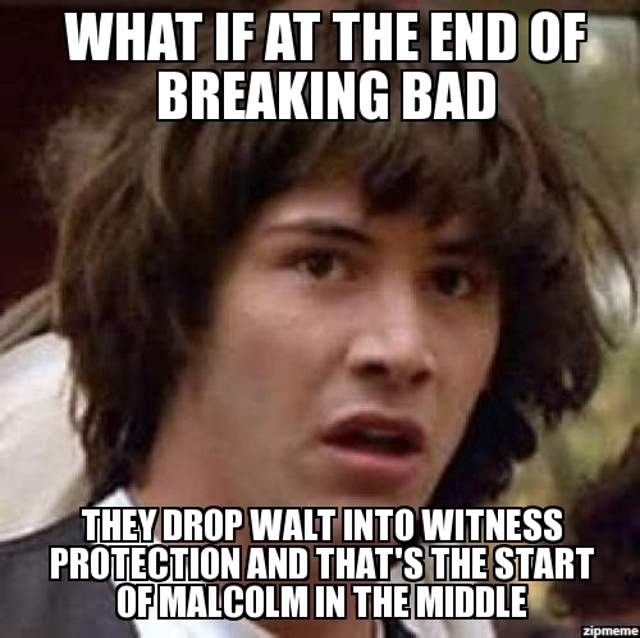 WHAT IF AT THE END OF
BREAKING BAD
THEY DROP WALT INTO WITNESS
PROTECTION AND THAT'S THE START
OF MALCOLM IN THE MIDDLE
zipmeme